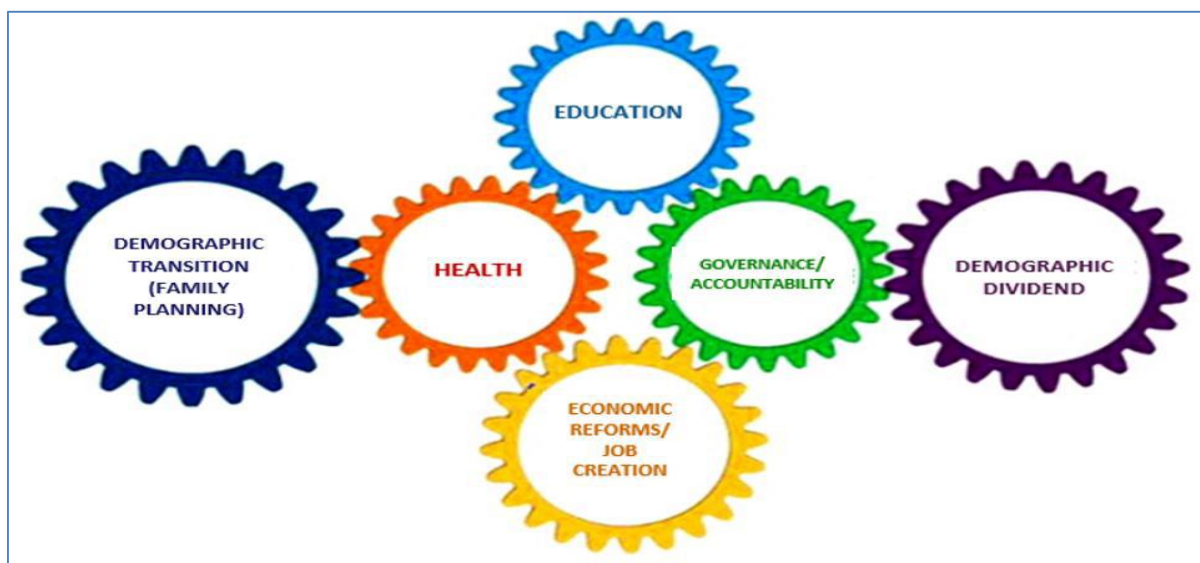 EDUCATION
DEMOGRAPHIC
TRANSITION
(FAMILY
PLANNING)
HEALTH
GOVERNANCE/
ACCOUNTABILITY
DEMOGRAPHIC
DIVIDEND
ECONOMIC
REFORMS/
JOB
CREATION